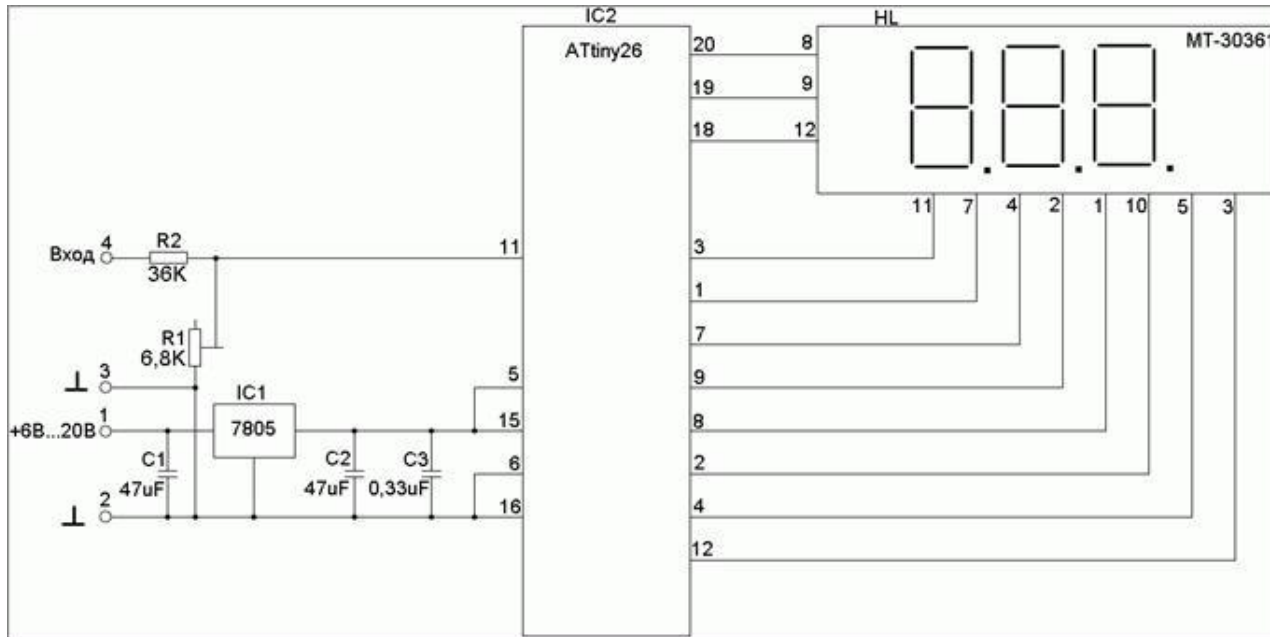 IC2
HL
ATtiny26
MT-30361
20
8
19
9
18
12
11
7
4
2
1
10
5
3
Вход
4
R2
36K
11
3
1
R1
6,8K
7
⊥
3
IC1
5
9
+6В...20В
1
7805
15
8
C1
47uF
C2
47uF
C3
0,33uF
6
2
⊥
2
16
4
12